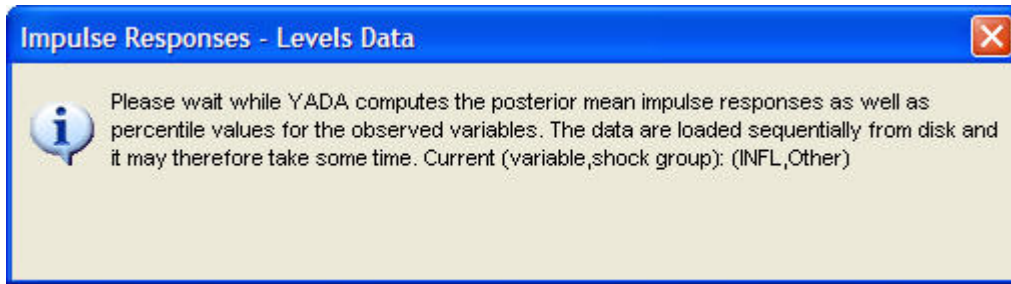 Impulse Responses - Levels Data
Please wait while YADA computes the posterior mean impulse responses as well as
percentile values for the observed variables. The data are loaded sequentially from disk and
it may therefore take some time. Current (variable,shock group): (INFL,Other)